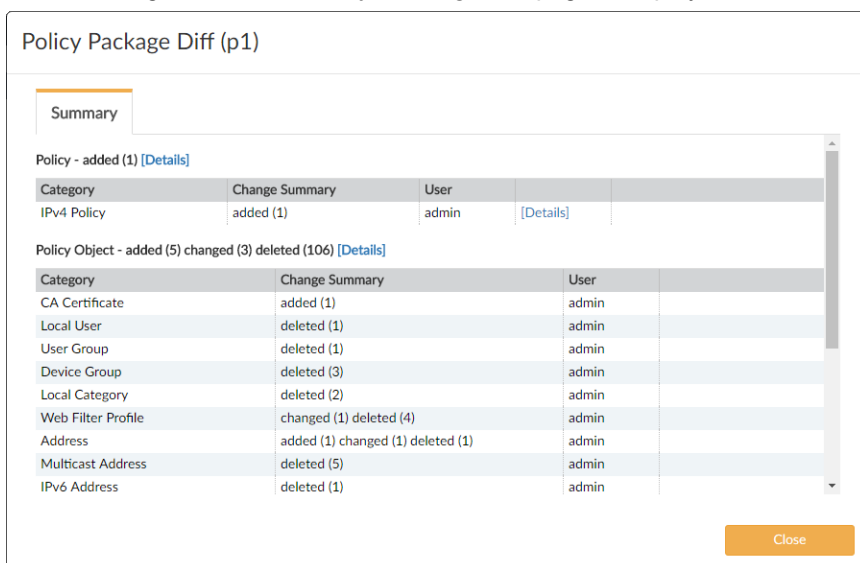 Policy Package Diff (p1)
Summary
Policy - added (1) [Details]
Category Change Summary User
IPv4 Policy added (1) admin [Details]
Policy Object - added (5) changed (3) deleted (106) [Details]
Category Change Summary User
CA Certificate added (1) admin
Local User deleted (1) admin
User Group deleted (1) admin
Device Group deleted (3) admin
Local Category deleted (2) admin
Web Filter Profile changed (1) deleted (4) admin
Address added (1) changed (1) deleted (1) admin
Multicast Address deleted (5) admin
IPv6 Address deleted (1) admin
Close